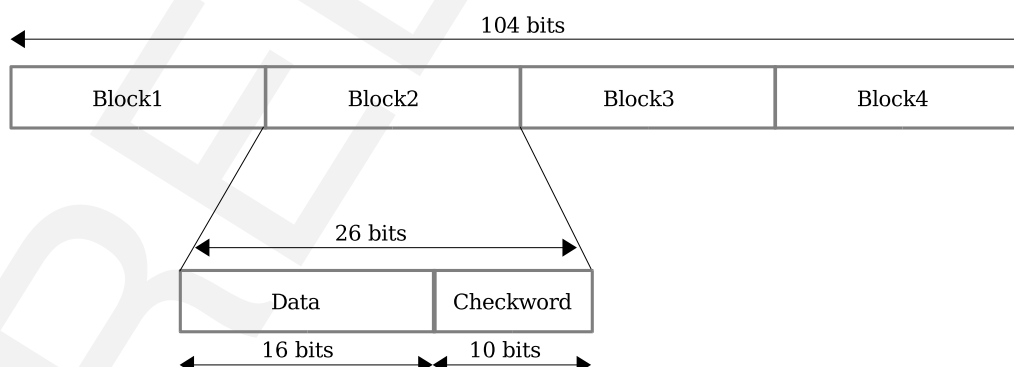 104 bits
Block1 Block2 Block3 Block4
26 bits
Data Checkword
16 bits 10 bits